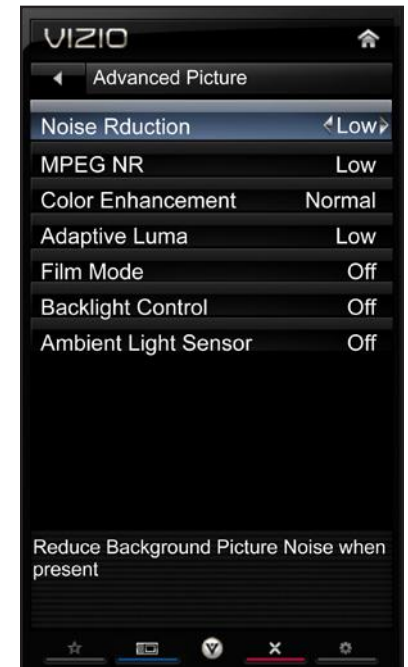 VIZIO
Advanced Picture
Noise Rduction Low
MPEG NR Low
Color Enhancement Normal
Adaptive Luma Low
Film Mode Off
Backlight Control Off
Ambient Light Sensor Off
Reduce Background Picture Noise when
present
V